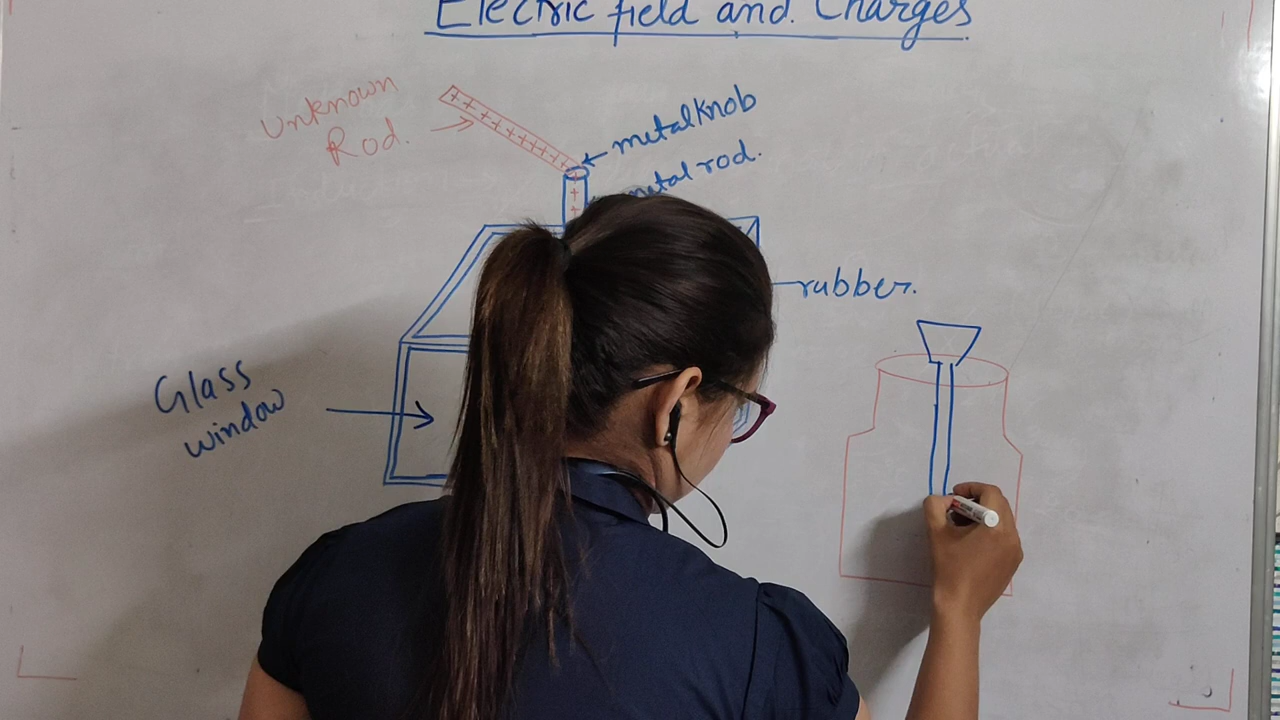 Electric field and Charges
Unknown
Rod.
metal knob
metal rod.
rubber.
Glass
window